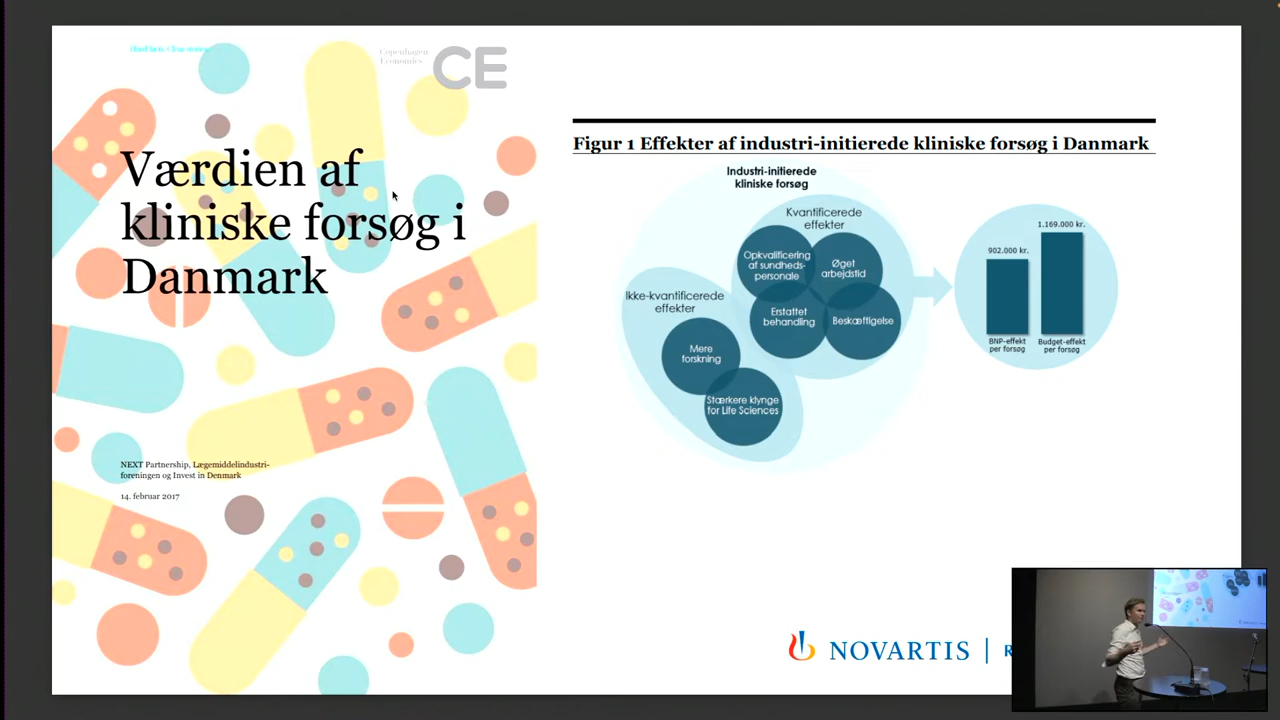 Copenhagen
Economics
CE
Værdien af
kliniske forsøg i
Danmark
NEXT Partnership, Lægemiddelindustri-
foreningen og Invest in Denmark
14. februar 2017
Figur 1 Effekter af industri-initierede kliniske forsøg i Danmark
Industri-initierede
kliniske forsøg
Kvantificerede
effekter
Opkvalificering
af sundheds-
personale
Øget
arbejdstid
Erstattet
behandling
Beskæftigelse
Ikke-kvantificerede
effekter
Mere
forskning
Stærkere klynge
for Life Sciences
902.000 kr.
1.169.000 kr.
BNP-effekt
per forsøg
Budget-effekt
per forsøg
NOVARTIS